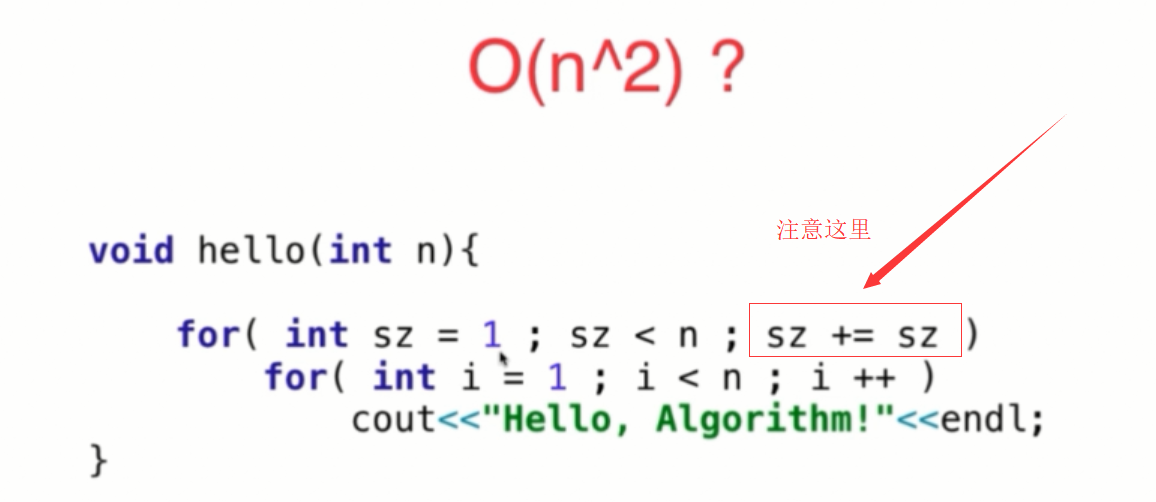 O(n^2) ?
注意这里
void hello(int n){
for( int sz = 1 ; sz < n ; sz += sz )
for( int i = 1 ; i < n ; i ++ )
cout<<"Hello, Algorithm!"<<endl;
}